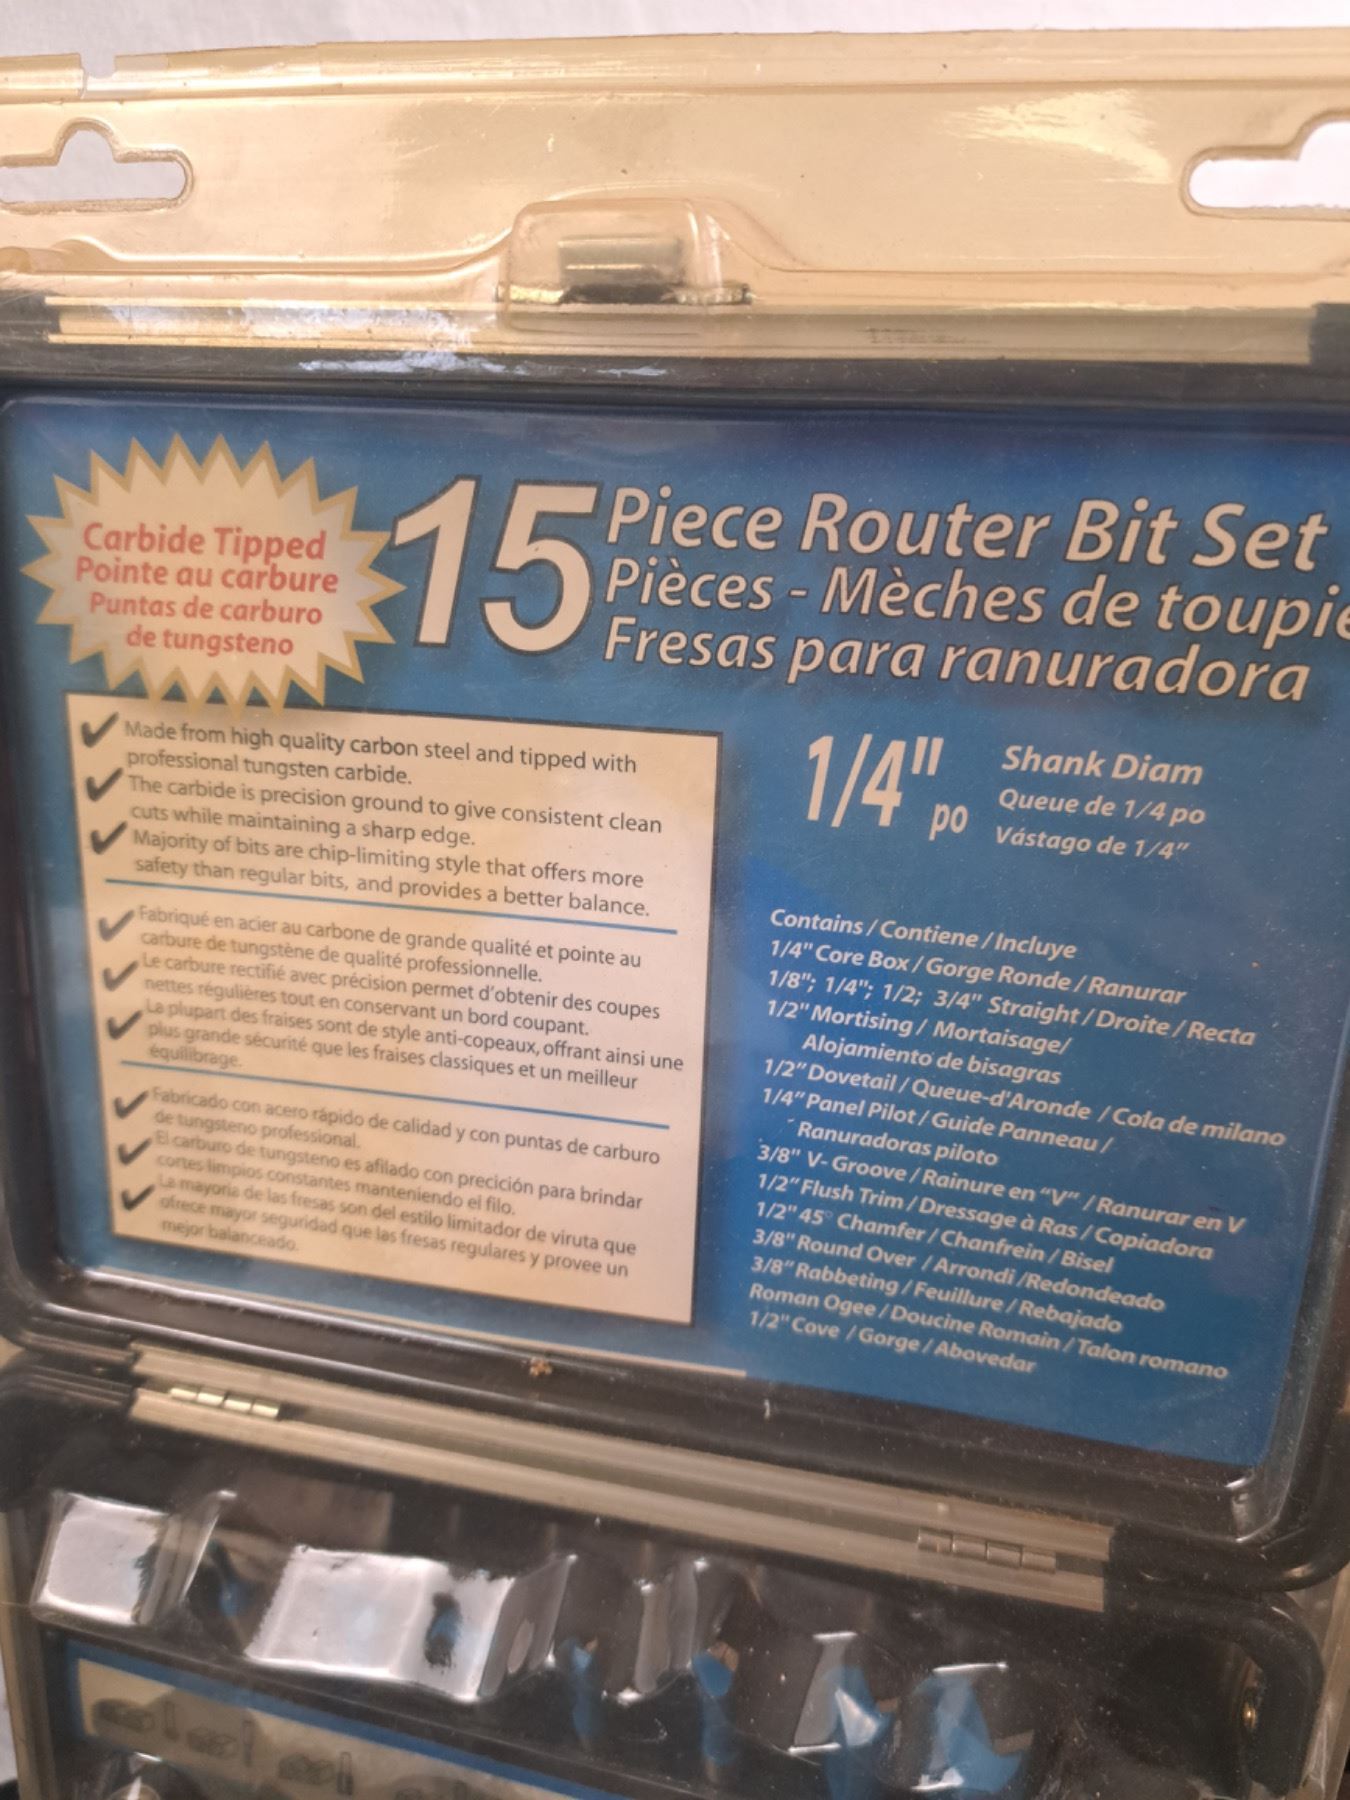 Carbide Tipped
Pointe au carbure
Puntas de carburo
de tungsteno
15
Piece Router Bit Set
Pièces - Mèches de toupie
Fresas para ranuradora
Made from high quality carbon steel and tipped with
professional tungsten carbide.
The carbide is precision ground to give consistent clean
cuts while maintaining a sharp edge.
Majority of bits are chip-limiting style that offers more
safety than regular bits, and provides a better balance.
Fabriqué en acier au carbone de grande qualité et pointe au
carbure de tungstène de qualité professionnelle.
Le carbure rectifié avec précision permet d'obtenir des coupes
nettes régulières tout en conservant un bord coupant.
La plupart des fraises sont de style anti-copeaux, offrant ainsi une
plus grande sécurité que les fraises classiques et un meilleur
équilibrage.
Fabricado con acero rápido de calidad y con puntas de carburo
de tungsteno profesional.
El carburo de tungsteno es afilado con precición para brindar
cortes limpios constantes manteniendo el filo.
La mayoría de las fresas son del estilo limitador de viruta que
ofrece mayor seguridad que las fresas regulares y provee un
mejor balanceado.
1/4" po
Shank Diam
Queue de 1/4 po
Vástago de 1/4"
Contains / Contiene / Incluye
1/4" Core Box / Gorge Ronde / Ranurar
1/8"; 1/4"; 1/2; 3/4" Straight / Droite / Recta
1/2" Mortising / Mortaisage/
Alojamiento de bisagras
1/2" Dovetail / Queue-d'Aronde / Cola de milano
1/4" Panel Pilot / Guide Panneau /
Ranuradoras piloto
3/8" V- Groove / Rainure en "V" / Ranurar en V
1/2" Flush Trim / Dressage à Ras / Copiadora
1/2" 45° Chamfer / Chanfrein / Bisel
3/8" Round Over / Arrondi /Redondeado
3/8" Rabbeting / Feuillure / Rebajado
Roman Ogee / Doucine Romain / Talon romano
1/2" Cove / Gorge / Abovedar